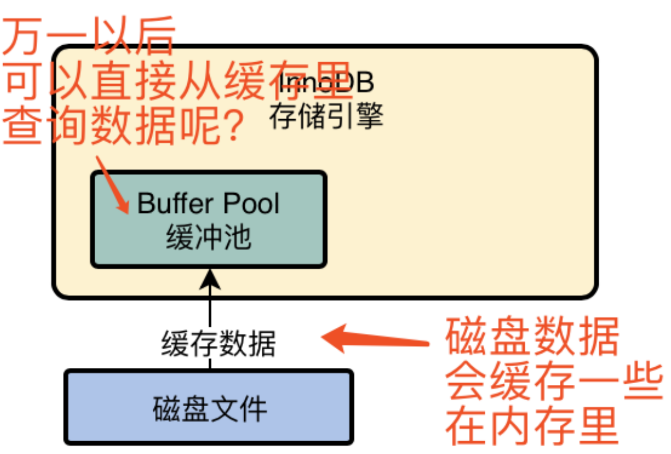 万一以后
可以直接从缓存里
查询数据呢?
InnoDB
存储引擎
Buffer Pool
缓冲池
缓存数据
磁盘文件
磁盘数据
会缓存一些
在内存里